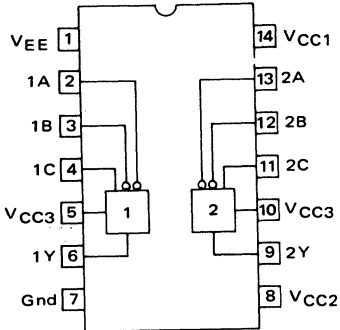 VEE 1 14 VCC1
1A 2 13 2A
1B 3 12 2B
1C 4 11 2C
VCC3 5 1 2 10 VCC3
1Y 6 9 2Y
Gnd 7 8 VCC2